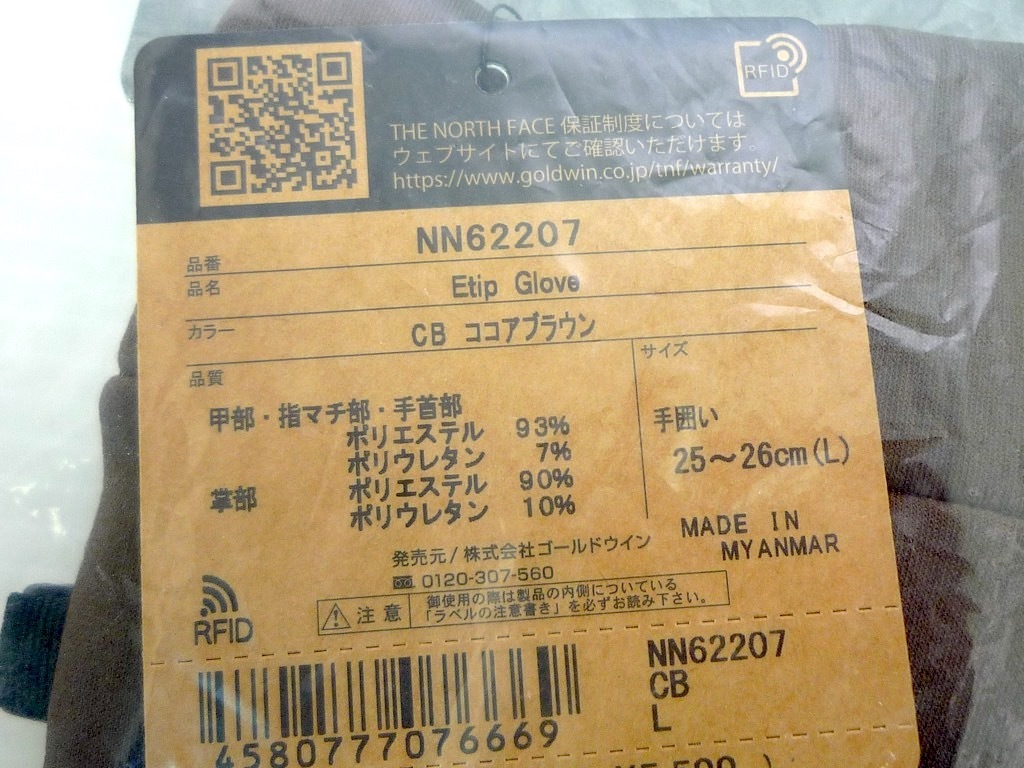 RFID
THE NORTH FACE 保証制度については
ウェブサイトにてご確認いただけます。
https://www.goldwin.co.jp/tnf/warranty/
品番 NN62207
品名 Etip Glove
カラー CB ココアブラウン
品質
サイズ
甲部・指マチ部・手首部
ポリエステル 93%
ポリウレタン 7%
掌部 ポリエステル 90%
ポリウレタン 10%
手囲い
25～26cm(L)
MADE IN
MYANMAR
発売元/株式会社ゴールドウイン
0120-307-560
注意
御使用の際は製品の内側についている
「ラベルの注意書き」を必ずお読み下さい。
RFID
4580777076669
NN62207
CB
L